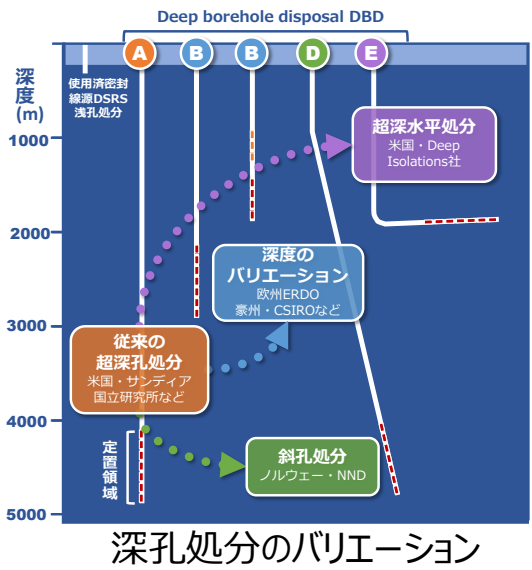 Deep borehole disposal DBD
A
B
B
D
E
深度
(m)
使用済密封
線源DSRS
浅孔処分
1000
2000
3000
4000
5000
超深水平処分
米国・Deep
Isolations社
深度の
バリエーション
欧州ERDO
豪州・CSIROなど
従来の
超深孔処分
米国・サンディア
国立研究所など
定置領域
斜孔処分
ノルウェー・NND
深孔処分のバリエーション